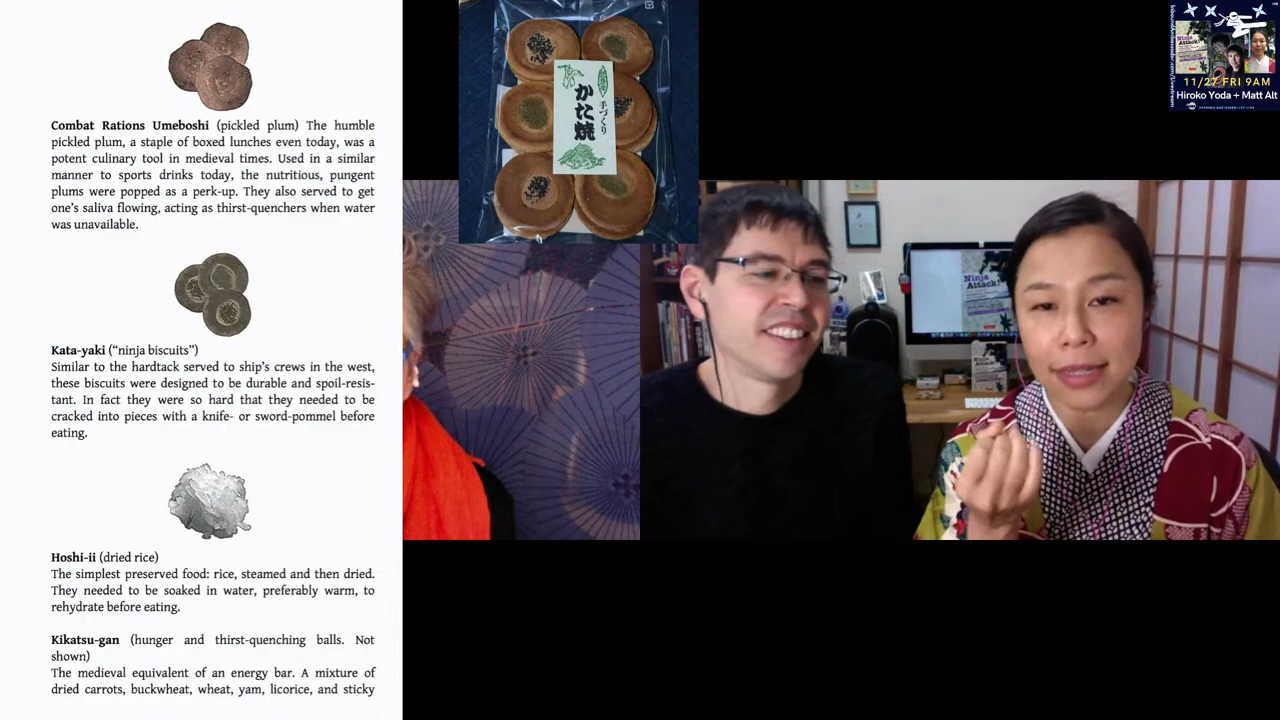 Combat Rations Umeboshi (pickled plum) The humble
pickled plum, a staple of boxed lunches even today, was a
potent culinary tool in medieval times. Used in a similar
manner to sports drinks today, the nutritious, pungent
plums were popped as a perk-up. They also served to get
one's saliva flowing, acting as thirst-quenchers when water
was unavailable.
Kata-yaki (“ninja biscuits”)
Similar to the hardtack served to ship's crews in the west,
these biscuits were designed to be durable and spoil-resis-
tant. In fact they were so hard that they needed to be
cracked into pieces with a knife- or sword-pommel before
eating.
Hoshi-ii (dried rice)
The simplest preserved food: rice, steamed and then dried.
They needed to be soaked in water, preferably warm, to
rehydrate before eating.
Kikatsu-gan (hunger and thirst-quenching balls. Not
shown)
The medieval equivalent of an energy bar. A mixture of
dried carrots, buckwheat, wheat, yam, licorice, and sticky
手づくり
かた焼
Ninja
Attack!
11/27 FRI 9AM
Hiroko Yoda + Matt Alt